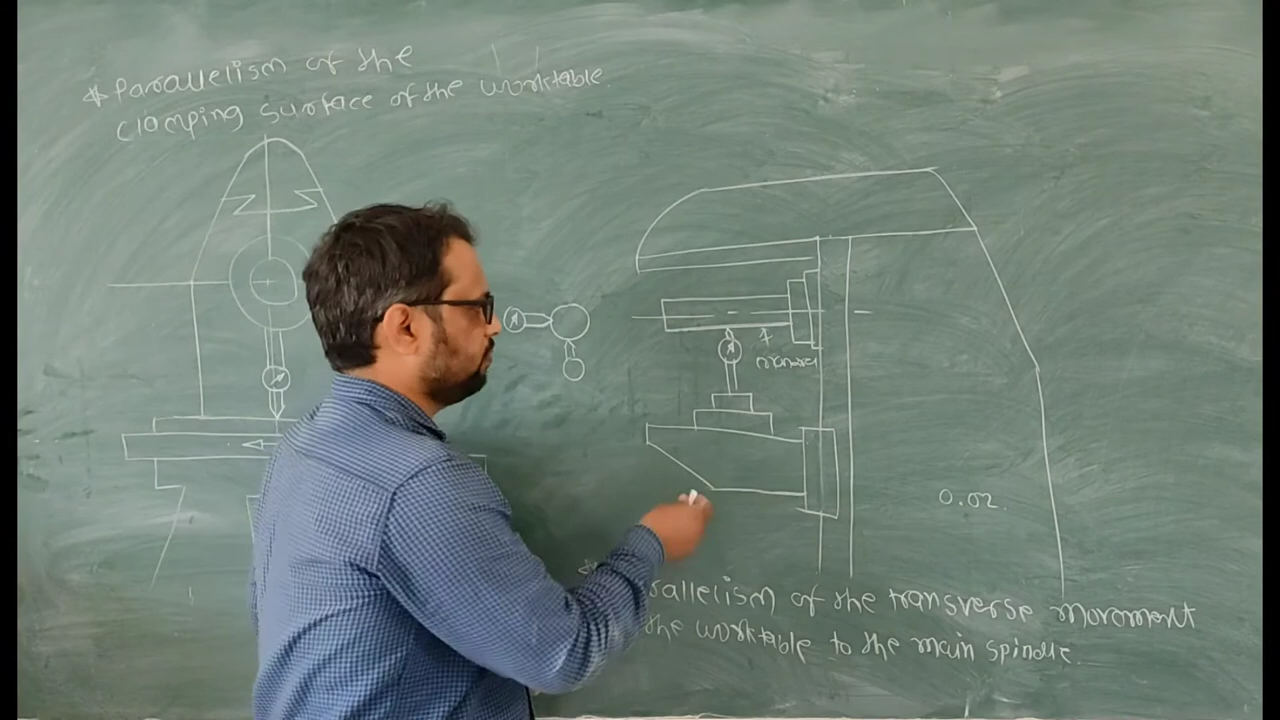 * Parallelism of the
clamping surface of the worktable.
mandrel
0.02.
of the transverse movement
the worktable to the main spindle.